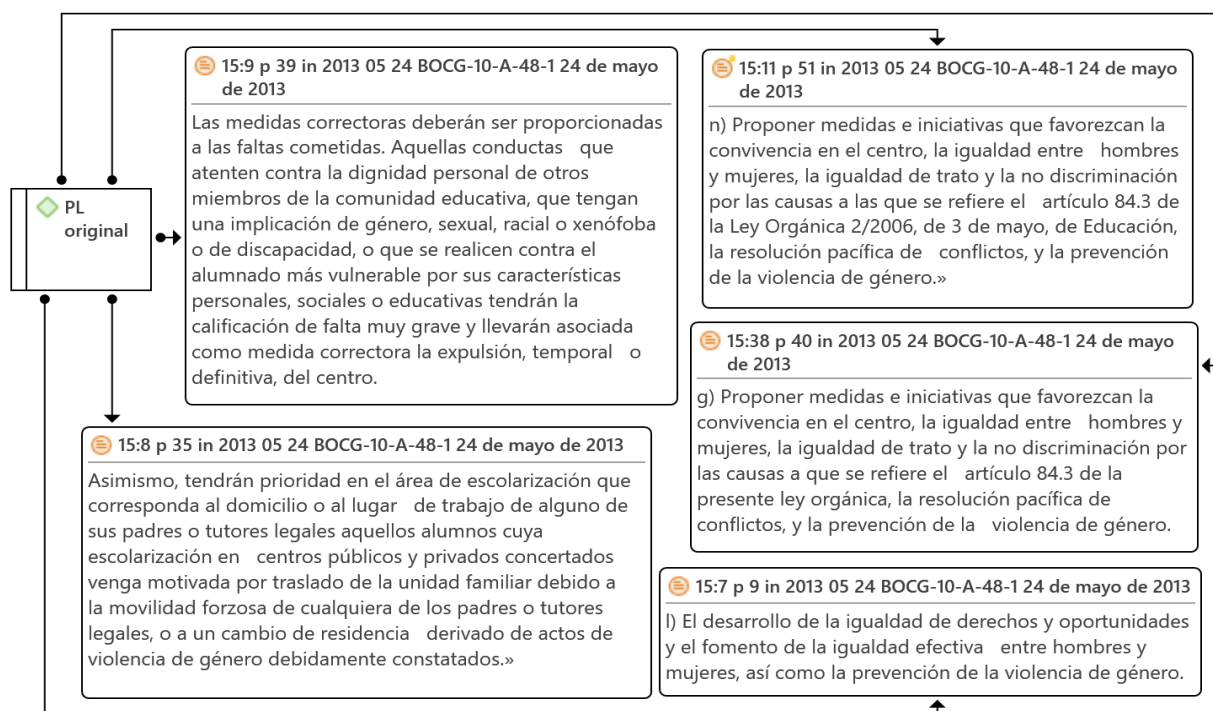 PL
original
15:9 p 39 in 2013 05 24 BOCG-10-A-48-1 24 de mayo
de 2013
Las medidas correctoras deberán ser proporcionadas
a las faltas cometidas. Aquellas conductas que
atenten contra la dignidad personal de otros
miembros de la comunidad educativa, que tengan
una implicación de género, sexual, racial o xenófoba
o de discapacidad, o que se realicen contra el
alumnado más vulnerable por sus características
personales, sociales o educativas tendrán la
calificación de falta muy grave y llevarán asociada
como medida correctora la expulsión, temporal o
definitiva, del centro.
15:8 p 35 in 2013 05 24 BOCG-10-A-48-1 24 de mayo de 2013
Asimismo, tendrán prioridad en el área de escolarización que
corresponda al domicilio o al lugar de trabajo de alguno de
sus padres o tutores legales aquellos alumnos cuya
escolarización en centros públicos y privados concertados
venga motivada por traslado de la unidad familiar debido a
la movilidad forzosa de cualquiera de los padres o tutores
legales, o a un cambio de residencia derivado de actos de
violencia de género debidamente constatados.»
15:11 p 51 in 2013 05 24 BOCG-10-A-48-1 24 de mayo
de 2013
n) Proponer medidas e iniciativas que favorezcan la
convivencia en el centro, la igualdad entre hombres
y mujeres, la igualdad de trato y la no discriminación
por las causas a las que se refiere el artículo 84.3 de
la Ley Orgánica 2/2006, de 3 de mayo, de Educación,
la resolución pacífica de conflictos, y la prevención
de la violencia de género.»
15:38 p 40 in 2013 05 24 BOCG-10-A-48-1 24 de mayo
de 2013
g) Proponer medidas e iniciativas que favorezcan la
convivencia en el centro, la igualdad entre hombres y
mujeres, la igualdad de trato y la no discriminación por
las causas a que se refiere el artículo 84.3 de la
presente ley orgánica, la resolución pacífica de
conflictos, y la prevención de la violencia de género.
15:7 p 9 in 2013 05 24 BOCG-10-A-48-1 24 de mayo de 2013
l) El desarrollo de la igualdad de derechos y oportunidades
y el fomento de la igualdad efectiva entre hombres y
mujeres, así como la prevención de la violencia de género.